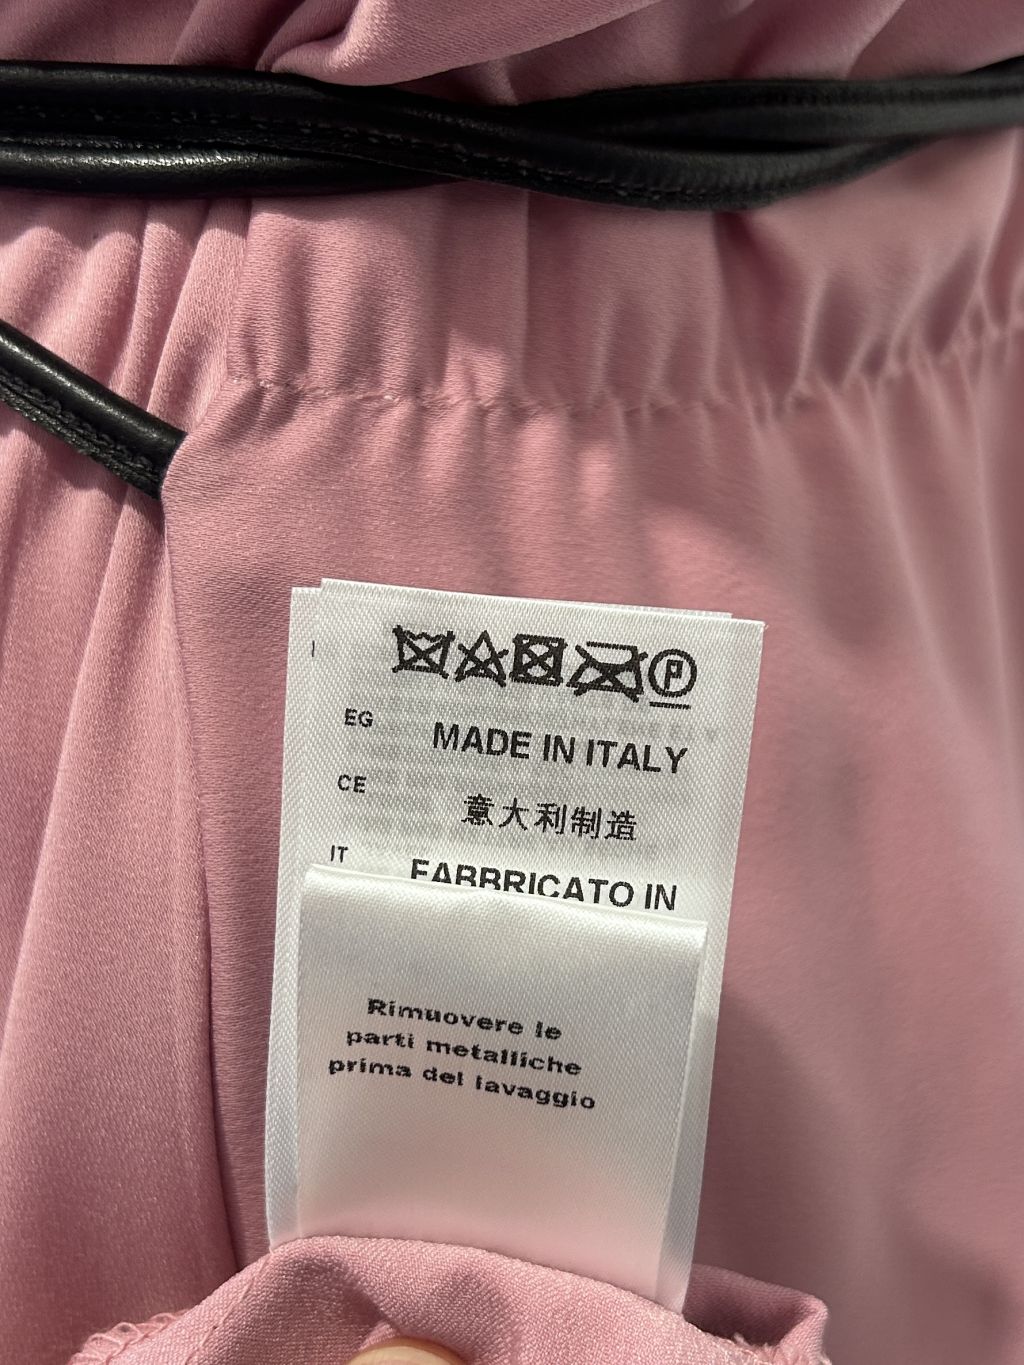 P
EG MADE IN ITALY
CE 意大利制造
IT FABBRICATO IN
Rimuovere le
parti metalliche
prima del lavaggio